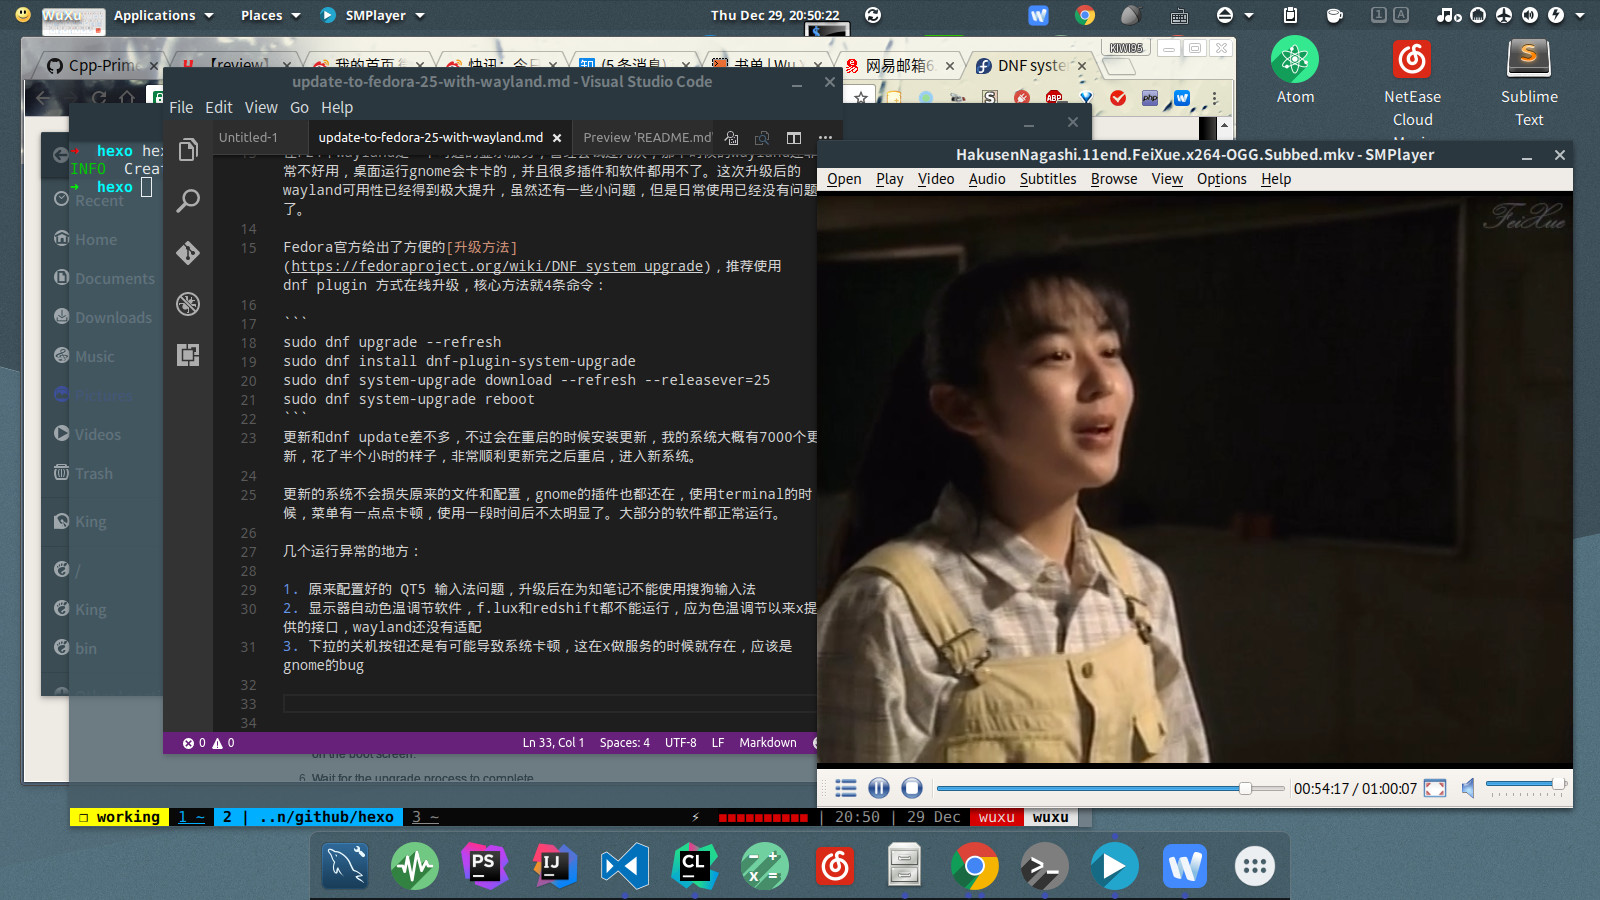 WuXu
Applications
Places
SMPlayer
Thu Dec 29, 20:50:22
1 A
KIWI95
Cpp-Prim
【review】
我的首页
快讯:今日
(5 条消息)
书单 | Wu
网易邮箱6
DNF syste
Atom
NetEase
Cloud
Sublime
Text
update-to-fedora-25-with-wayland.md - Visual Studio Code
File Edit View Go Help
Untitled-1
update-to-fedora-25-with-wayland.md
Preview 'README.md'
➜ hexo hex
INFO Creat
➜ hexo
Recent
Home
Documents
Downloads
Music
Pictures
Videos
Trash
King
/
King
bin
常不好用，桌面运行gnome会卡卡的，并且很多插件和软件都用不了。这次升级后的
wayland可用性已经得到极大提升，虽然还有一些小问题，但是日常使用已经没有问题
了。
14
15 Fedora官方给出了方便的[升级方法]
(https://fedoraproject.org/wiki/DNF_system_upgrade)，推荐使用
dnf plugin 方式在线升级，核心方法就4条命令：
16
17 ```
18 sudo dnf upgrade --refresh
19 sudo dnf install dnf-plugin-system-upgrade
20 sudo dnf system-upgrade download --refresh --releasever=25
21 sudo dnf system-upgrade reboot
22 ```
23 更新和dnf update差不多，不过会在重启的时候安装更新，我的系统大概有7000个更
新，花了半个小时的样子，非常顺利更新完之后重启，进入新系统。
24
25 更新的系统不会损失原来的文件和配置，gnome的插件也都还在，使用terminal的时
候，菜单有一点点卡顿，使用一段时间后不太明显了。大部分的软件都正常运行。
26
27 几个运行异常的地方：
28
29 1. 原来配置好的 QT5 输入法问题，升级后在为知笔记不能使用搜狗输入法
30 2. 显示器自动色温调节软件，f.lux和redshift都不能运行，应为色温调节以来x提
供的接口，wayland还没有适配
31 3. 下拉的关机按钮还是有可能导致系统卡顿，这在x做服务的时候就存在，应该是
gnome的bug
32
33
34
0 0
Ln 33, Col 1 Spaces: 4 UTF-8 LF Markdown
on the boot screen.
6. Wait for the upgrade process to complete.
HakusenNagashi.11end.FeiXue.x264-OGG.Subbed.mkv - SMPlayer
Open Play Video Audio Subtitles Browse View Options Help
FeiXue
00:54:17 / 01:00:07
❐ working 1 ~ 2 | ..n/github/hexo 3 ~
| 20:50 | 29 Dec wuxu wuxu
PS
IJ
CL
W